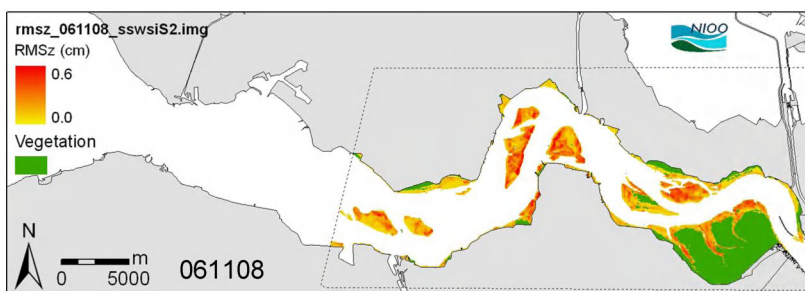 rmsz_061108_sswsiS2.img
RMSz (cm)
0.6
0.0
Vegetation
NIOO
N
m
0 5000
061108